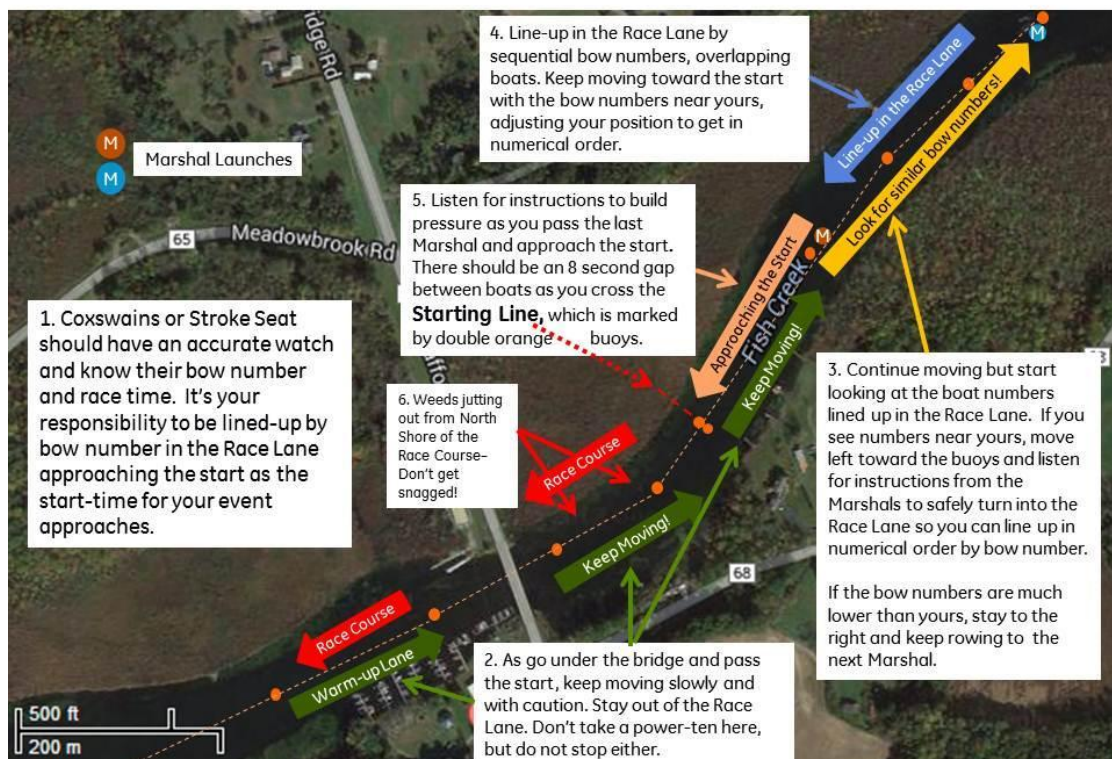 idge Rd
4. Line-up in the Race Lane by
sequential bow numbers, overlapping
boats. Keep moving toward the start
with the bow numbers near yours,
adjusting your position to get in
numerical order.
M
Line-up in the Race Lane
Look for similar bow numbers!
M
M
Marshal Launches
65
Meadowbrook Rd
5. Listen for instructions to build
pressure as you pass the last
Marshal and approach the start.
There should be an 8 second gap
between boats as you cross the
Starting Line, which is marked
by double orange buoys.
M
Approaching the Start
Fish Creek
Keep Moving!
1. Coxswains or Stroke Seat
should have an accurate watch
and know their bow number
and race time. It's your
responsibility to be lined-up by
bow number in the Race Lane
approaching the start as the
start-time for your event
approaches.
6. Weeds jutting
out from North
Shore of the
Race Course–
Don't get
snagged!
Race Course
3. Continue moving but start
looking at the boat numbers
lined up in the Race Lane. If you
see numbers near yours, move
left toward the buoys and listen
for instructions from the
Marshals to safely turn into the
Race Lane so you can line up in
numerical order by bow number.
If the bow numbers are much
lower than yours, stay to the
right and keep rowing to the
next Marshal.
Keep Moving!
68
Race Course
Warm-up Lane
2. As go under the bridge and pass
the start, keep moving slowly and
with caution. Stay out of the Race
Lane. Don't take a power-ten here,
but do not stop either.
500 ft
200 m